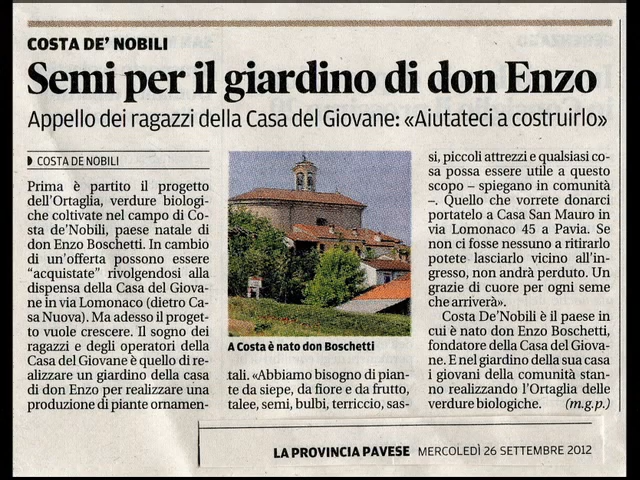 COSTA DE' NOBILI
Semi per il giardino di don Enzo
Appello dei ragazzi della Casa del Giovane: «Aiutateci a costruirlo»
COSTA DE NOBILI
Prima è partito il progetto
dell'Ortaglia, verdure biolo-
giche coltivate nel campo di Co-
sta de'Nobili, paese natale di
don Enzo Boschetti. In cambio
di un'offerta possono essere
"acquistate" rivolgendosi alla
dispensa della Casa del Giova-
ne in via Lomonaco (dietro Ca-
sa Nuova). Ma adesso il proget-
to vuole crescere. Il sogno dei
ragazzi e degli operatori della
Casa del Giovane è quello di re-
alizzare un giardino della casa
di don Enzo per realizzare una
produzione di piante ornamen-
A Costa è nato don Boschetti
tali. «Abbiamo bisogno di pian-
te da siepe, da fiore e da frutto,
talee, semi, bulbi, terriccio, sas-
si, piccoli attrezzi e qualsiasi co-
sa possa essere utile a questo
scopo – spiegano in comunità
–. Quello che vorrete donarci
portatelo a Casa San Mauro in
via Lomonaco 45 a Pavia. Se
non ci fosse nessuno a ritirarlo
potete lasciarlo vicino all'in-
gresso, non andrà perduto. Un
grazie di cuore per ogni seme
che arriverà».
Costa De'Nobili è il paese in
cui è nato don Enzo Boschetti,
fondatore della Casa del Giova-
ne. E nel giardino della sua casa
i giovani della comunità stan-
no realizzando l'Ortaglia delle
verdure biologiche. (m.g.p.)
LA PROVINCIA PAVESE MERCOLEDÌ 26 SETTEMBRE 2012